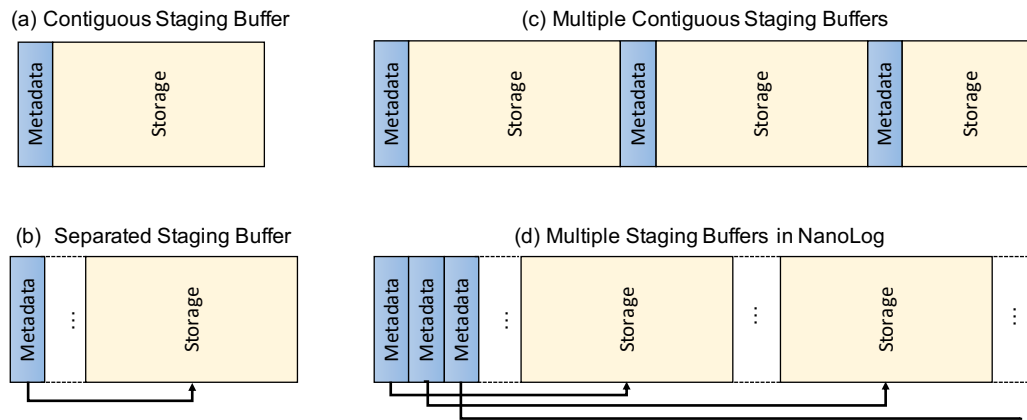 (a) Contiguous Staging Buffer
Metadata
Storage
(c) Multiple Contiguous Staging Buffers
Metadata
Storage
Metadata
Storage
Metadata
Storage
(b) Separated Staging Buffer
Metadata
...
Storage
(d) Multiple Staging Buffers in NanoLog
Metadata
Metadata
Metadata
...
Storage
...
Storage
...